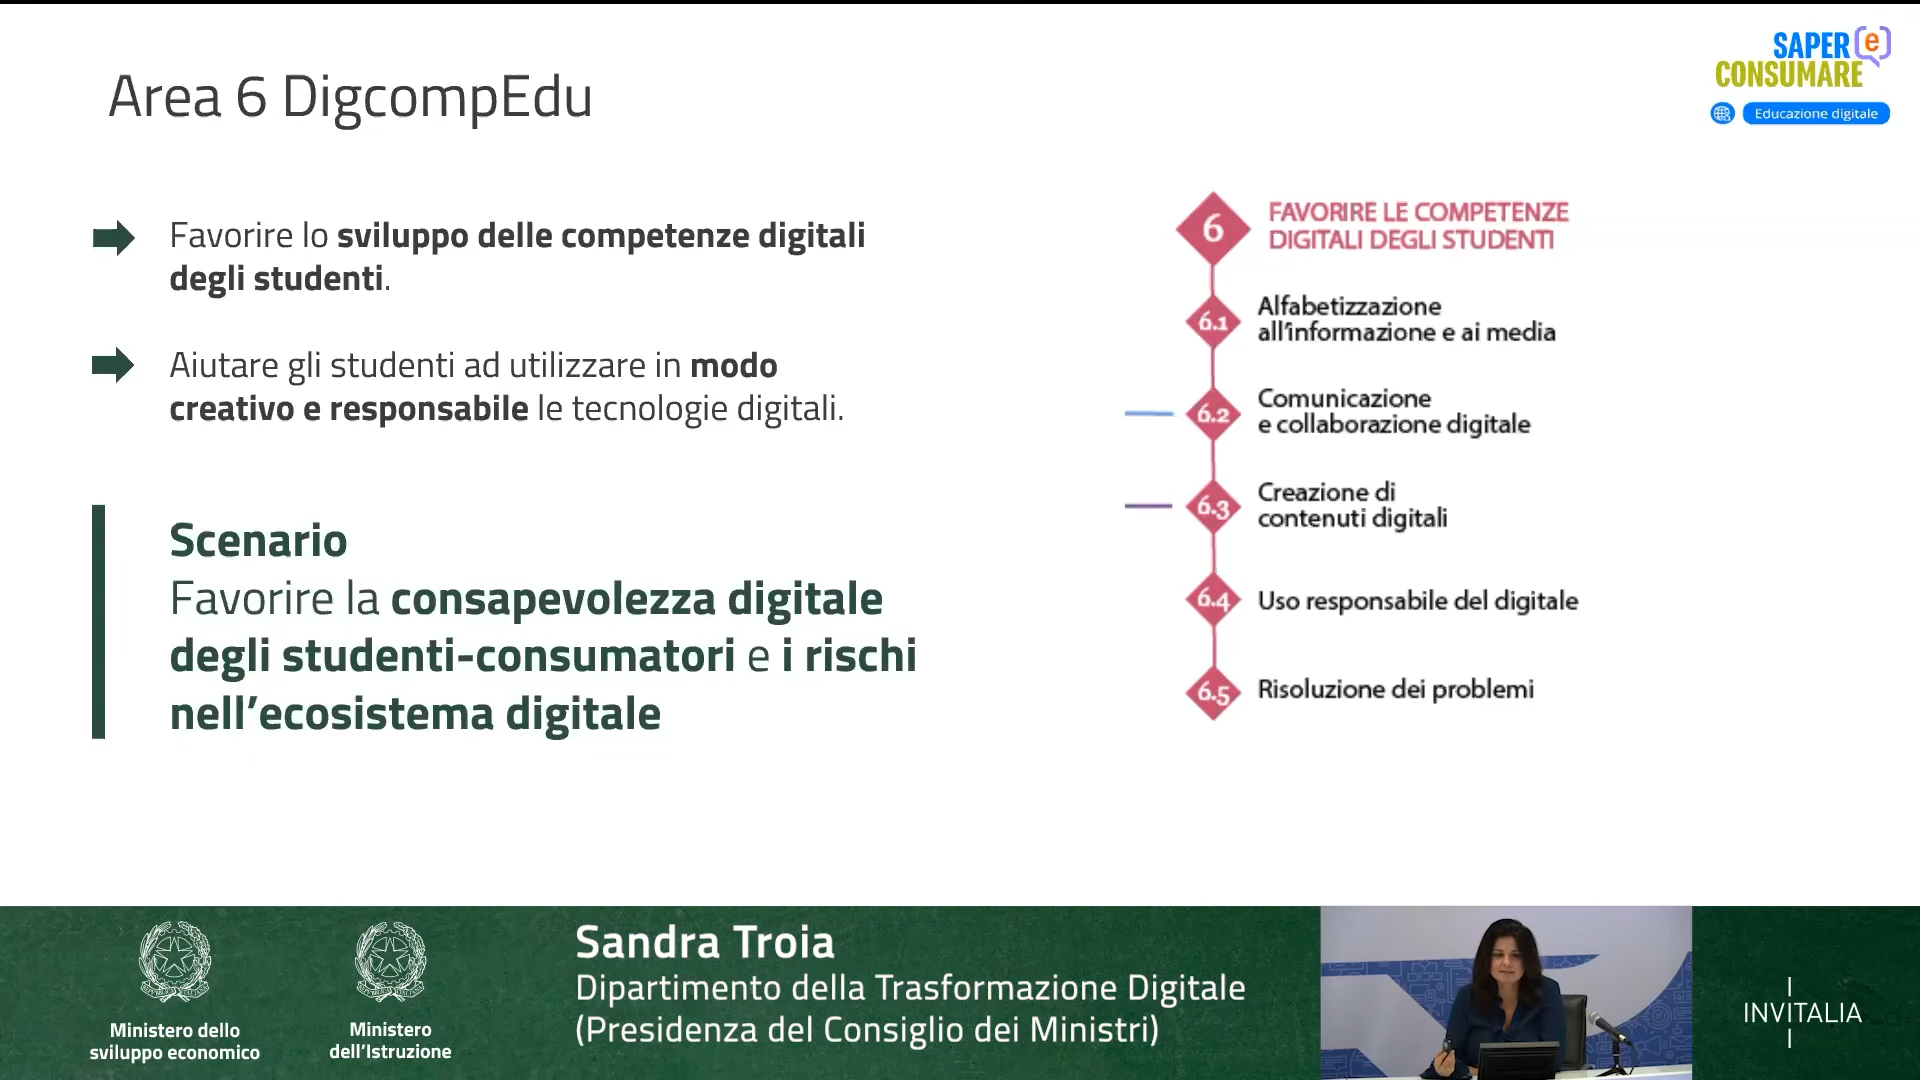 Area 6 DigcompEdu
SAPER e
CONSUMARE
Educazione digitale
Favorire lo sviluppo delle competenze digitali
degli studenti.
Aiutare gli studenti ad utilizzare in modo
creativo e responsabile le tecnologie digitali.
Scenario
Favorire la consapevolezza digitale
degli studenti-consumatori e i rischi
nell’ecosistema digitale
6 FAVORIRE LE COMPETENZE
DIGITALI DEGLI STUDENTI
6.1 Alfabetizzazione
all'informazione e ai media
6.2 Comunicazione
e collaborazione digitale
6.3 Creazione di
contenuti digitali
6.4 Uso responsabile del digitale
6.5 Risoluzione dei problemi
Ministero dello
sviluppo economico
Ministero
dell’Istruzione
Sandra Troia
Dipartimento della Trasformazione Digitale
(Presidenza del Consiglio dei Ministri)
INVITALIA